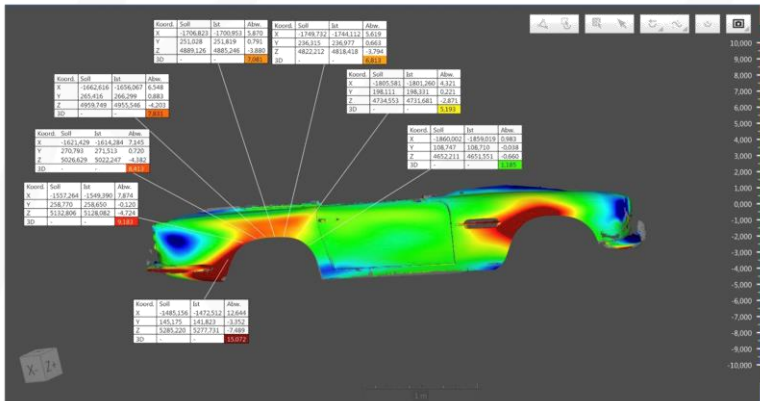 Koord. Soll Ist Abw.
X -1706,823 -1700,953 5.870
Y 251,028 251,819 0.791
Z 4889,126 4885,246 -3.880
3D - - 7,081
Koord. Soll Ist Abw.
X -1749,732 -1744,112 5.619
Y 236,315 236,977 0,663
Z 4822,212 4818,418 -3,794
3D - - 6,813
Koord. Soll Ist Abw.
X -1662,616 -1656,067 6.548
Y 265,416 266,299 0.883
Z 4959,749 4955,546 -4,203
3D - - 7,831
Koord. Soll Ist Abw.
X -1805,581 -1801,260 4,321
Y 198,111 198,331 0.221
Z 4734,553 4731,681 -2.871
3D - - 5,193
Koord. Soll Ist Abw.
X -1621,429 -1614,284 7,145
Y 270,793 271,513 0,720
Z 5026,629 5022,247 -4,382
3D - - 8,413
Koord. Soll Ist Abw.
X -1860,002 -1859,019 0,983
Y 108,747 108,710 -0.038
Z 4652,211 4651,551 -0,660
3D - - 1,185
Koord. Soll Ist Abw.
X -1557,264 -1549,390 7,874
Y 258,770 258,650 -0,120
Z 5132,806 5128,082 -4,724
3D - - 9,183
Koord. Soll Ist Abw.
X -1485,156 -1472,512 12,644
Y 145,175 141,823 -3,352
Z 5285,220 5277,731 -7,489
3D - - 15,072
10,000
9,000
8,000
7,000
6,000
5,000
4,000
3,000
2,000
1,000
0,000
-1,000
-2,000
-3,000
-4,000
-5,000
-6,000
-7,000
-8,000
-9,000
-10,000
X- Z+
1 m